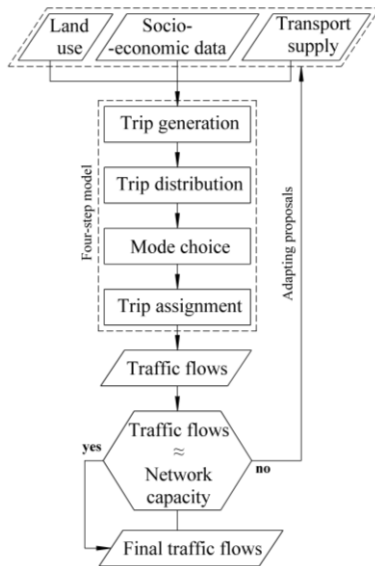 Land
use
Socio-
-economic data
Transport
supply
Trip generation
Trip distribution
Mode choice
Trip assignment
Four-step model
Adapting proposals
Traffic flows
Traffic flows
≈
Network
capacity
yes
no
Final traffic flows